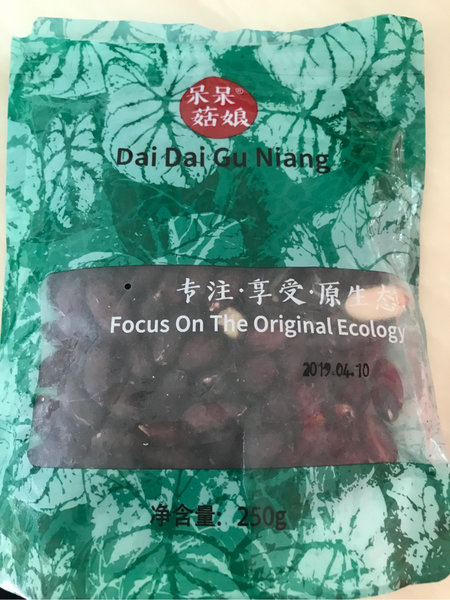 呆呆®
菇娘
Dai Dai Gu Niang
专注·享受·原生态
Focus On The Original Ecology
2019.04.10
净含量：250g